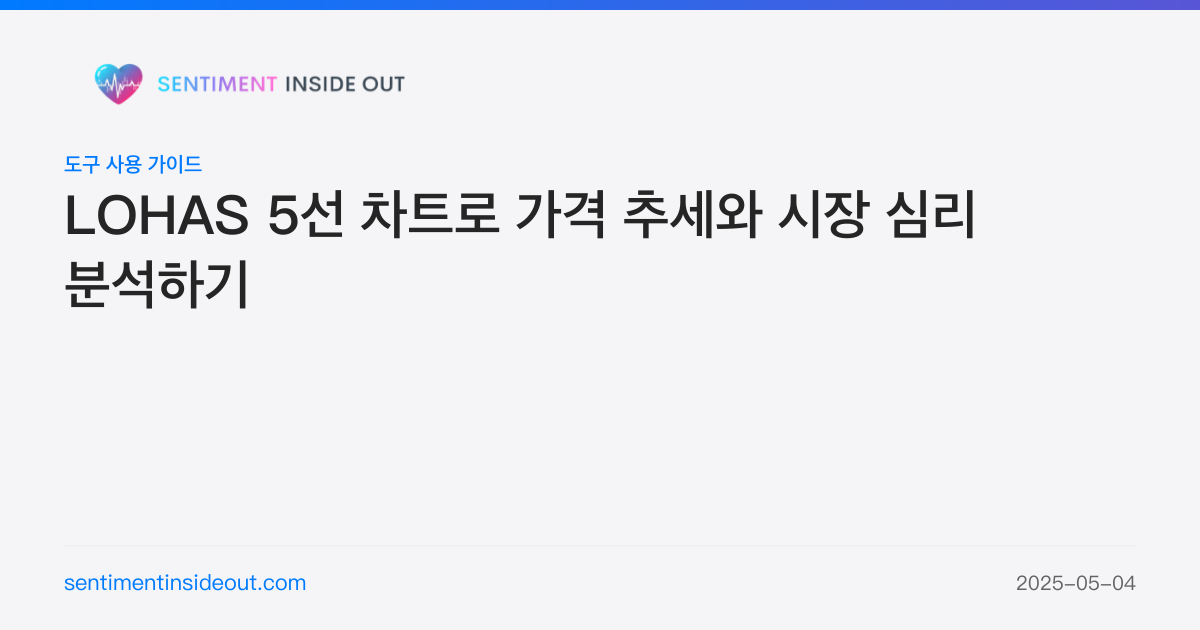 SENTIMENT INSIDE OUT
도구 사용 가이드
LOHAS 5선 차트로 가격 추세와 시장 심리
분석하기
sentimentinsideout.com
2025-05-04